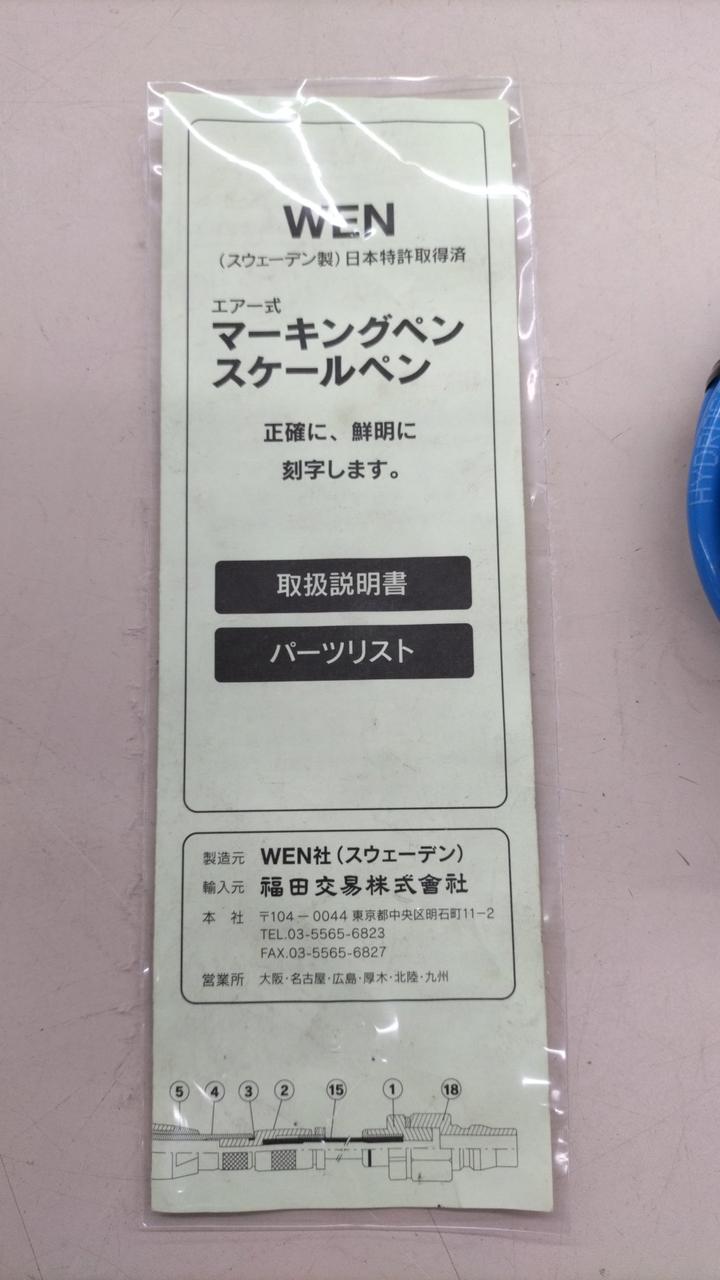 WEN
（スウェーデン製）日本特許取得済
エアー式
マーキングペン
スケールペン
正確に、鮮明に
刻字します。
取扱説明書
パーツリスト
製造元 WEN社（スウェーデン）
輸入元 福田交易株式會社
本 社 〒104－0044 東京都中央区明石町11－2
TEL.03-5565-6823
FAX.03-5565-6827
営業所 大阪・名古屋・広島・厚木・北陸・九州
⑤ ④ ③ ② ⑮ ① ⑱